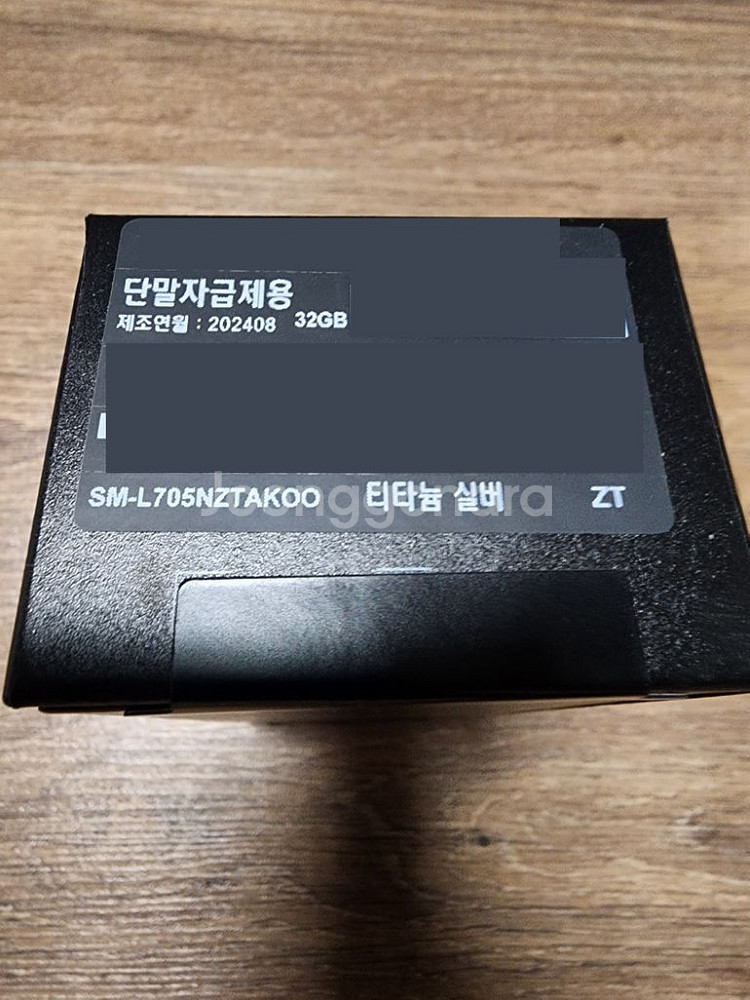 단말자급제용
제조연월 : 202408 32GB
SM-L705NZTAKOO 티타늄 실버 ZT
Joonggonara